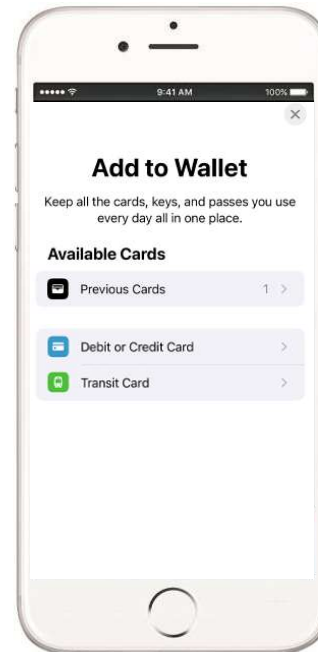 9:41 AM
100%
Add to Wallet
Keep all the cards, keys, and passes you use
every day all in one place.
Available Cards
Previous Cards 1
Debit or Credit Card
Transit Card